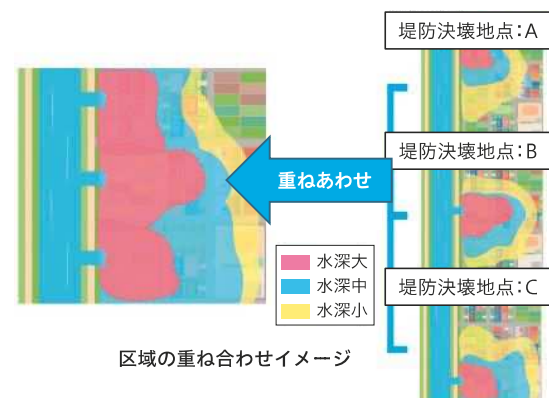 堤防決壊地点:A
堤防決壊地点:B
重ねあわせ
水深大
水深中
水深小
堤防決壊地点:C
区域の重ね合わせイメージ